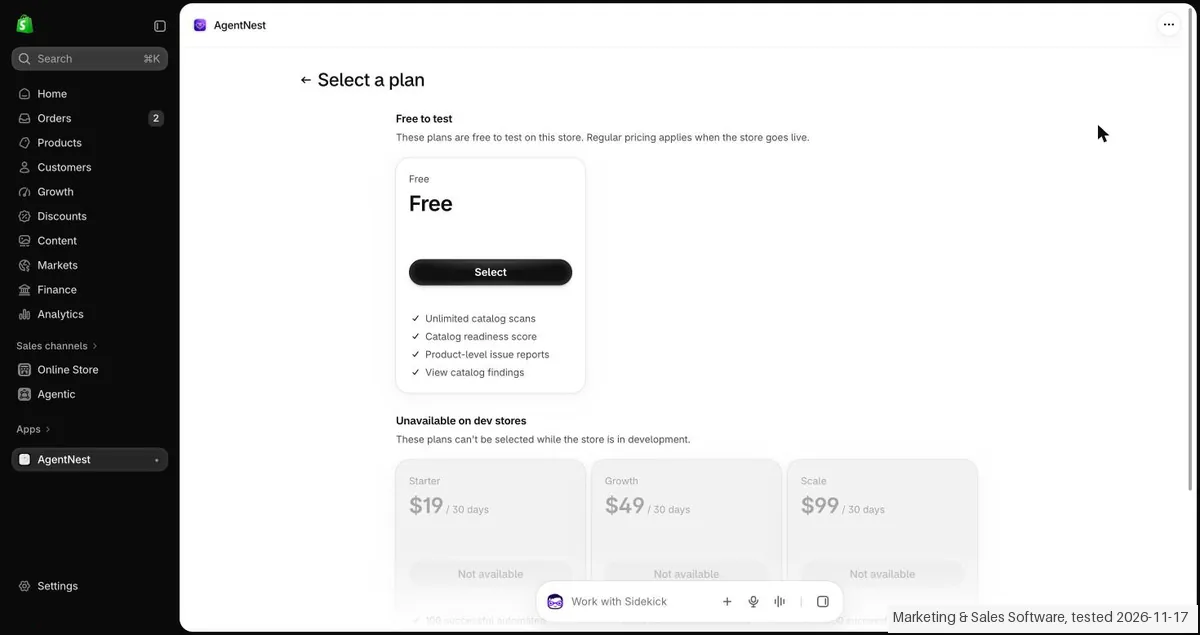 AgentNest
Search ⌘K
Home
Orders 2
Products
Customers
Growth
Discounts
Content
Markets
Finance
Analytics
Sales channels
Online Store
Agentic
Apps
AgentNest
Settings
← Select a plan
Free to test
These plans are free to test on this store. Regular pricing applies when the store goes live.
Free
Free
Select
✓ Unlimited catalog scans
✓ Catalog readiness score
✓ Product-level issue reports
✓ View catalog findings
Unavailable on dev stores
These plans can't be selected while the store is in development.
Starter
$19 / 30 days
Not available
Growth
$49 / 30 days
Not available
Scale
$99 / 30 days
Not available
Work with Sidekick
Marketing & Sales Software, tested 2026-11-17